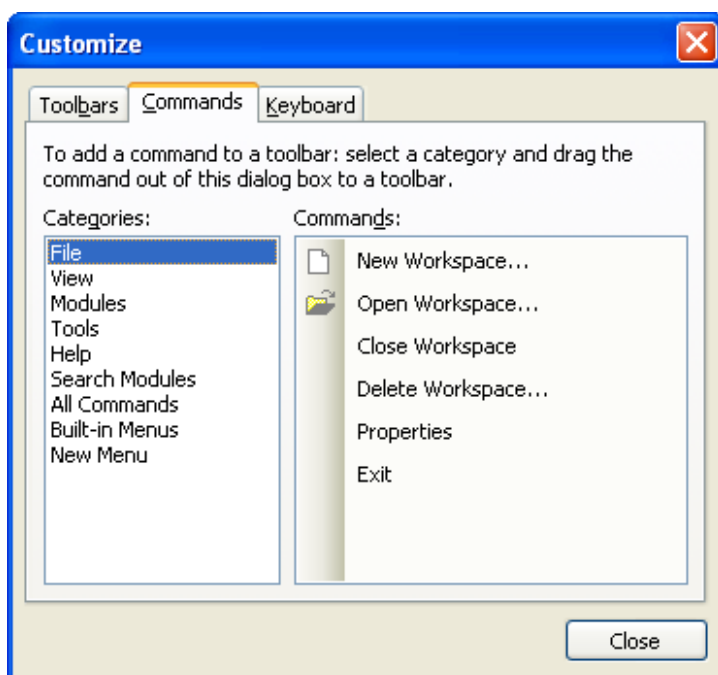 Customize
Toolbars Commands Keyboard
To add a command to a toolbar: select a category and drag the
command out of this dialog box to a toolbar.
Categories:
File
View
Modules
Tools
Help
Search Modules
All Commands
Built-in Menus
New Menu
Commands:
New Workspace...
Open Workspace...
Close Workspace
Delete Workspace...
Properties
Exit
Close